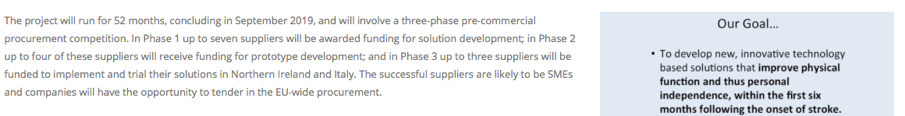 The project will run for 52 months, concluding in September 2019, and will involve a three-phase pre-commercial
procurement competition. In Phase 1 up to seven suppliers will be awarded funding for solution development; in Phase 2
up to four of these suppliers will receive funding for prototype development; and in Phase 3 up to three suppliers will be
funded to implement and trial their solutions in Northern Ireland and Italy. The successful suppliers are likely to be SMEs
and companies will have the opportunity to tender in the EU-wide procurement.
Our Goal...
• To develop new, innovative technology
based solutions that improve physical
function and thus personal
independence, within the first six
months following the onset of stroke.